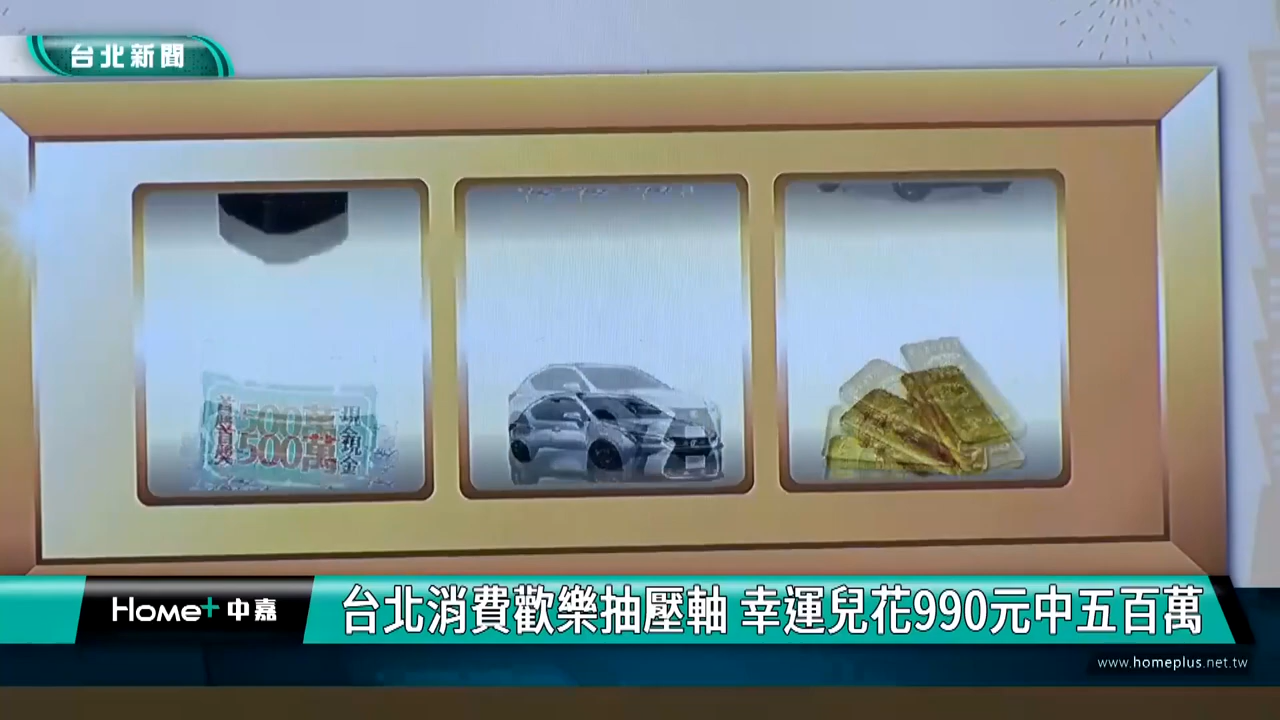 台北新聞
500萬
500萬
現金
現金
Home+中嘉
台北消費歡樂抽壓軸 幸運兒花990元中五百萬
www.homeplus.net.tw